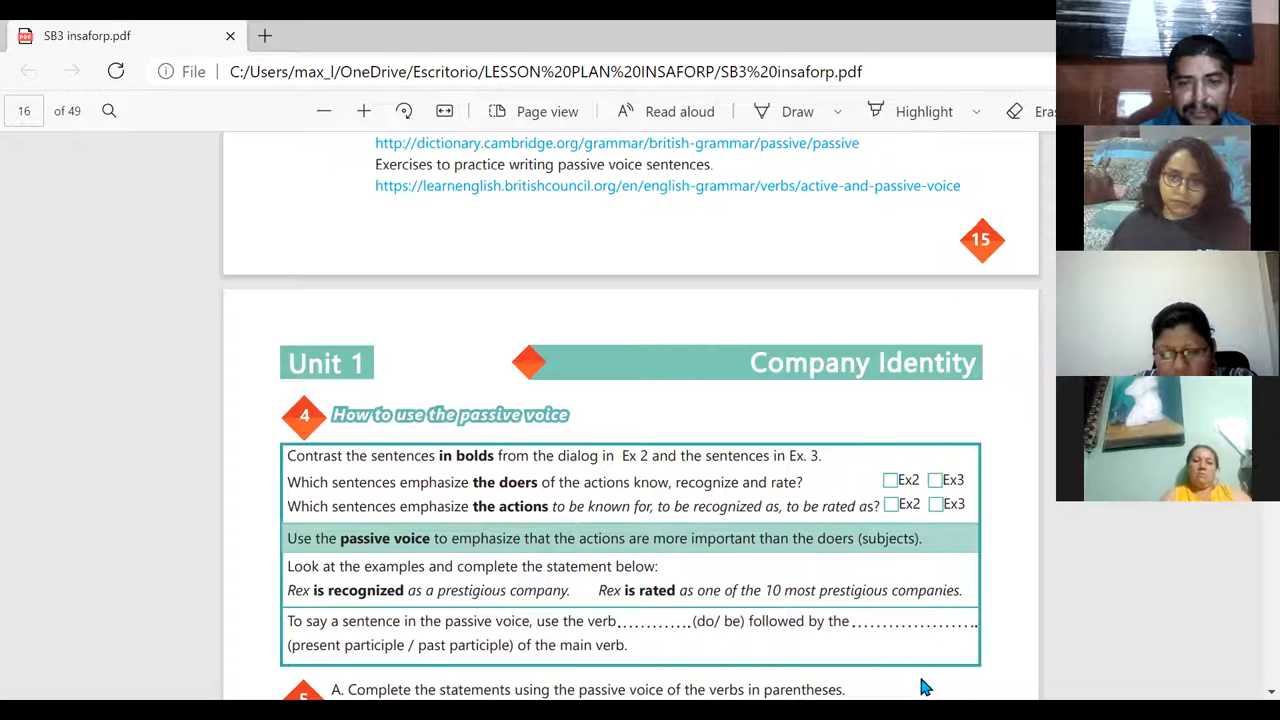 SB3 insaforp.pdf
File
C:/Users/max_l/OneDrive/Escritorio/LESSON%20PLAN%20INSAFORP/SB3%20insaforp.pdf
16 of 49
Page view
Read aloud
Draw
Highlight
Eras
http://dictionary.cambridge.org/grammar/british-grammar/passive/passive
Exercises to practice writing passive voice sentences.
https://learnenglish.britishcouncil.org/en/english-grammar/verbs/active-and-passive-voice
15
Unit 1
Company Identity
4 How to use the passive voice
Contrast the sentences in bolds from the dialog in Ex 2 and the sentences in Ex. 3.
Which sentences emphasize the doers of the actions know, recognize and rate? Ex2 Ex3
Which sentences emphasize the actions to be known for, to be recognized as, to be rated as? Ex2 Ex3
Use the passive voice to emphasize that the actions are more important than the doers (subjects).
Look at the examples and complete the statement below:
Rex is recognized as a prestigious company. Rex is rated as one of the 10 most prestigious companies.
To say a sentence in the passive voice, use the verb............. (do/ be) followed by the ......................
(present participle / past participle) of the main verb.
5 A. Complete the statements using the passive voice of the verbs in parentheses.